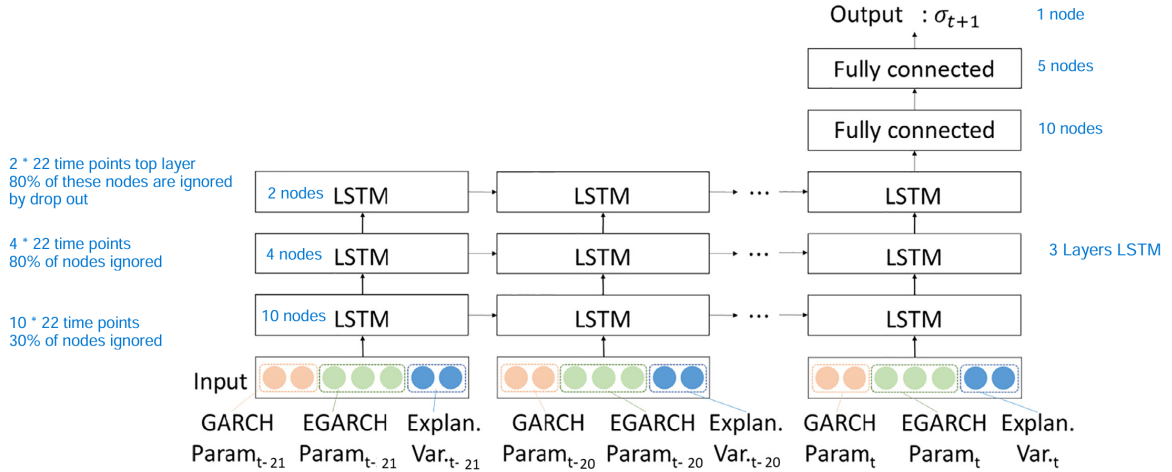 Output : σt+1 1 node
Fully connected 5 nodes
Fully connected 10 nodes
2 * 22 time points top layer
80% of these nodes are ignored
by drop out
2 nodes LSTM LSTM ... LSTM
4 * 22 time points
80% of nodes ignored
4 nodes LSTM LSTM ... LSTM 3 Layers LSTM
10 * 22 time points
30% of nodes ignored
10 nodes LSTM LSTM ... LSTM
Input
GARCH EGARCH Explan. GARCH EGARCH Explan. GARCH EGARCH Explan.
Paramt-21 Paramt-21 Var.t-21 Paramt-20 Paramt-20 Var.t-20 Paramt Paramt Var.t